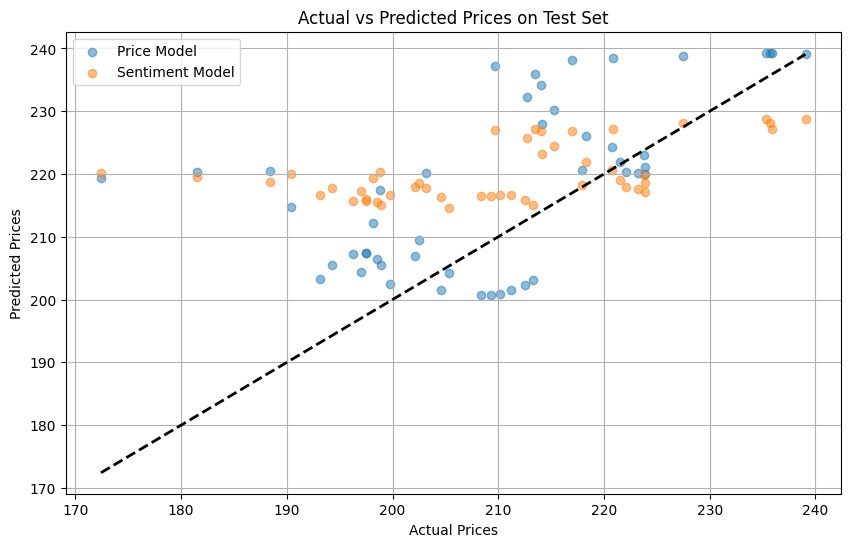 Actual vs Predicted Prices on Test Set
Price Model
Sentiment Model
240
230
220
210
200
190
180
170
Predicted Prices
170 180 190 200 210 220 230 240
Actual Prices